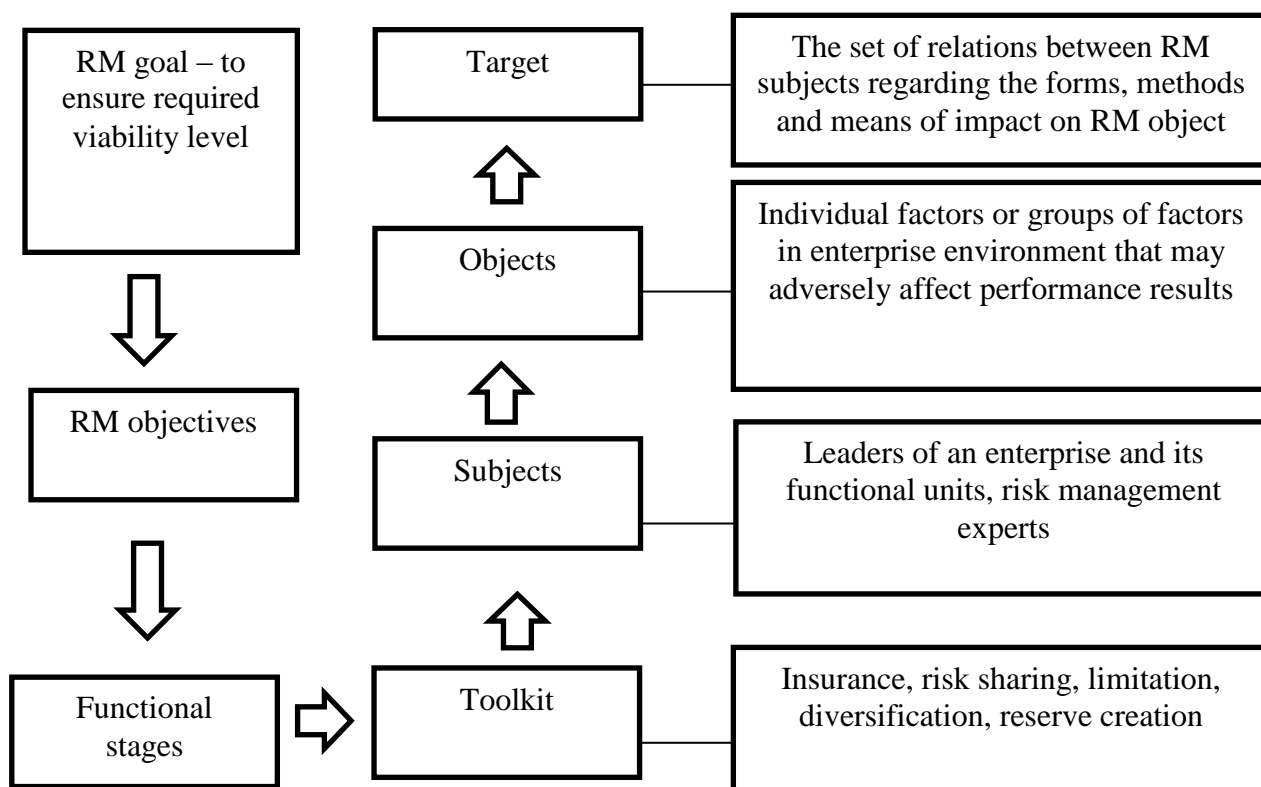 RM goal – to
ensure required
viability level
RM objectives
Functional
stages
Target
The set of relations between RM
subjects regarding the forms, methods
and means of impact on RM object
Objects
Individual factors or groups of factors
in enterprise environment that may
adversely affect performance results
Subjects
Leaders of an enterprise and its
functional units, risk management
experts
Toolkit
Insurance, risk sharing, limitation,
diversification, reserve creation